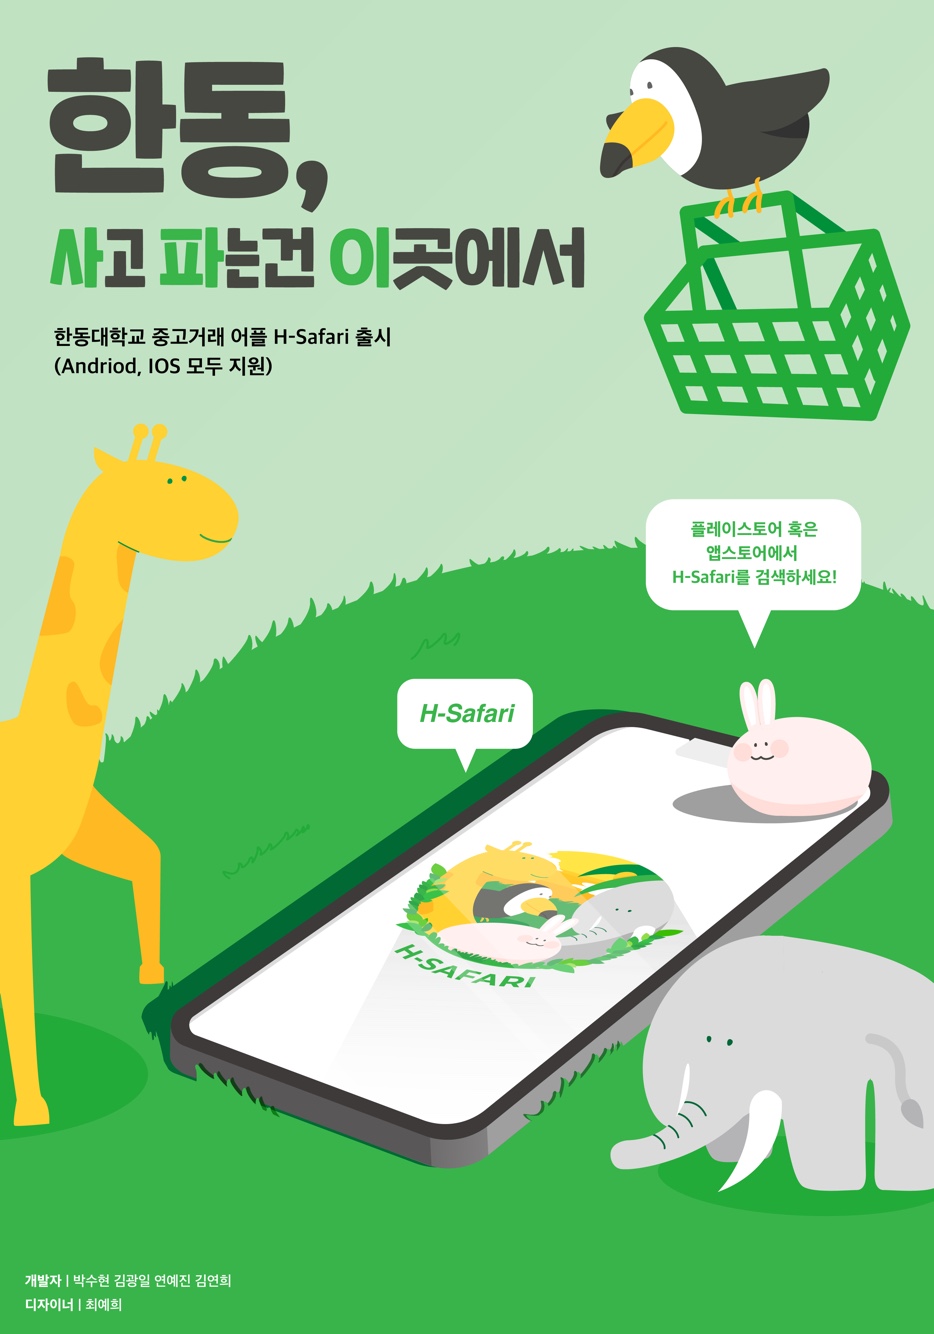 한동,
사고 파는건 이곳에서
한동대학교 중고거래 어플 H-Safari 출시
(Andriod, IOS 모두 지원)
플레이스토어 혹은
앱스토어에서
H-Safari를 검색하세요!
H-Safari
H-SAFARI
개발자 | 박수현 김광일 연예진 김연희
디자이너 | 최예희